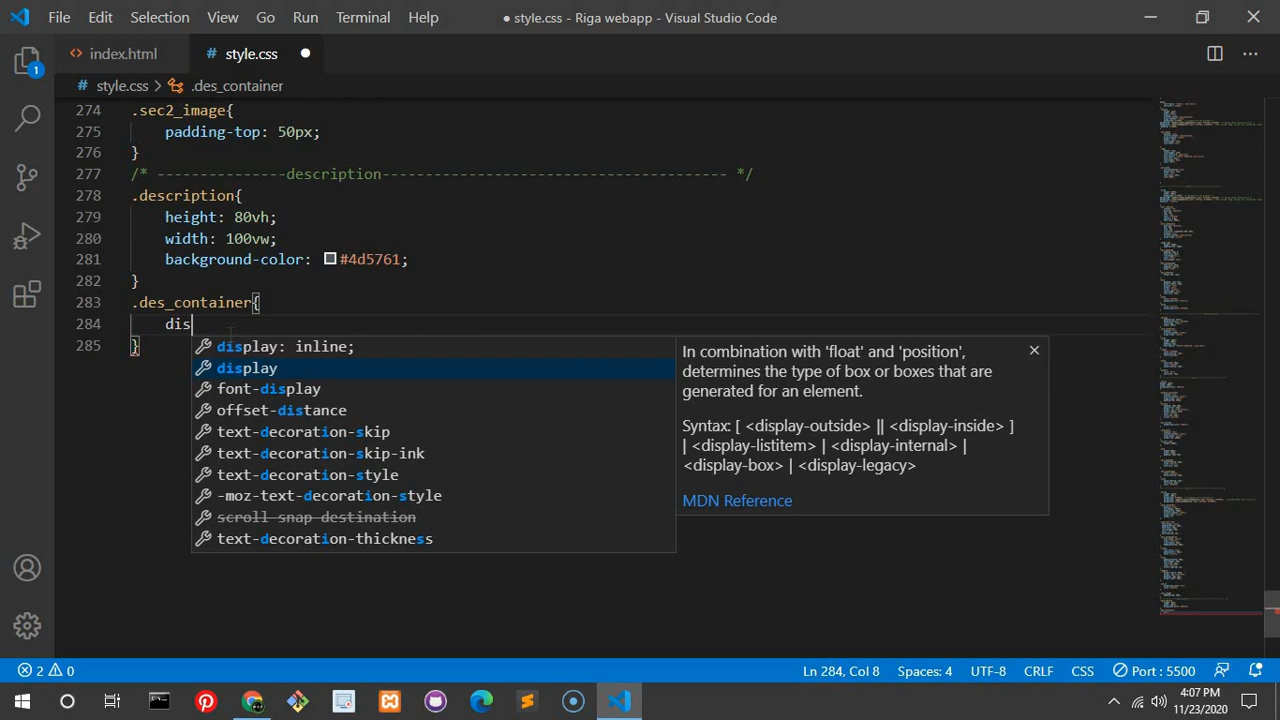 File Edit Selection View Go Run Terminal Help ● style.css - Riga webapp - Visual Studio Code
<> index.html # style.css ●
# style.css > .des_container
1
274 .sec2_image{
275 padding-top: 50px;
276 }
277 /* ---------------description---------------------------------------- */
278 .description{
279 height: 80vh;
280 width: 100vw;
281 background-color: #4d5761;
282 }
283 .des_container{
284 dis
285 }
display: inline;
display
font-display
offset-distance
text-decoration-skip
text-decoration-skip-ink
text-decoration-style
-moz-text-decoration-style
scroll-snap-destination
text-decoration-thickness
In combination with 'float' and 'position',
determines the type of box or boxes that are
generated for an element.
Syntax: [ <display-outside> || <display-inside> ]
| <display-listitem> | <display-internal> |
<display-box> | <display-legacy>
MDN Reference
2 0 Ln 284, Col 8 Spaces: 4 UTF-8 CRLF CSS Port : 5500
4:07 PM
11/23/2020